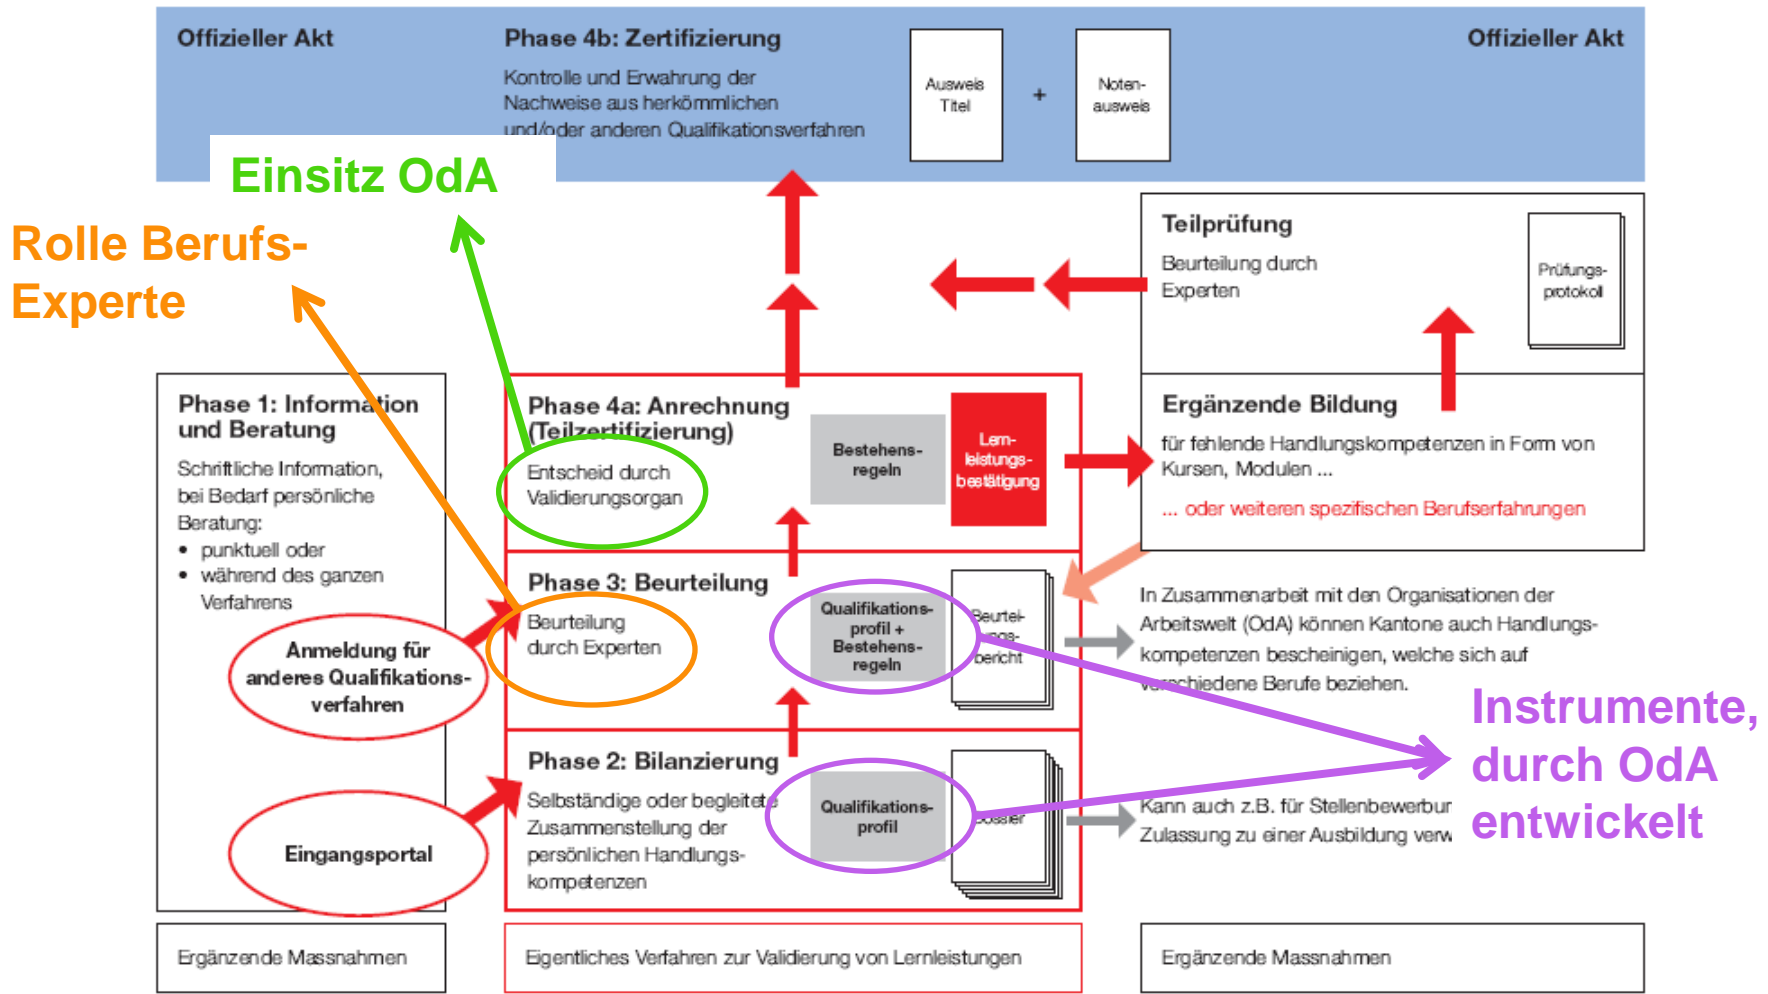 Offizieller Akt
Phase 4b: Zertifizierung
Kontrolle und Erwahrung der
Nachweise aus herkömmlichen
und/oder anderen Qualifikationsverfahren
Ausweis
Titel
+
Noten-
ausweis
Offizieller Akt
Einsitz OdA
Rolle Berufs-
Experte
Teilprüfung
Beurteilung durch
Experten
Prüfungs-
protokoll
Phase 1: Information
und Beratung
Schriftliche Information,
bei Bedarf persönliche
Beratung:
• punktuell oder
• während des ganzen
Verfahrens
Anmeldung für
anderes Qualifikations-
verfahren
Eingangsportal
Phase 4a: Anrechnung
(Teilzertifizierung)
Entscheid durch
Validierungsorgan
Bestehens-
regeln
Lern-
leistungs-
bestätigung
Ergänzende Bildung
für fehlende Handlungskompetenzen in Form von
Kursen, Modulen ...
... oder weiteren spezifischen Berufserfahrungen
Phase 3: Beurteilung
Beurteilung
durch Experten
Qualifikations-
profil +
Bestehens-
regeln
Beurtei-
lungs-
bericht
In Zusammenarbeit mit den Organisationen der
Arbeitswelt (OdA) können Kantone auch Handlungs-
kompetenzen bescheinigen, welche sich auf
verschiedene Berufe beziehen.
Phase 2: Bilanzierung
Selbständige oder begleitete
Zusammenstellung der
persönlichen Handlungs-
kompetenzen
Qualifikations-
profil
Dossier
Kann auch z.B. für Stellenbewerbur
Zulassung zu einer Ausbildung verw
Instrumente,
durch OdA
entwickelt
Ergänzende Massnahmen
Eigentliches Verfahren zur Validierung von Lernleistungen
Ergänzende Massnahmen